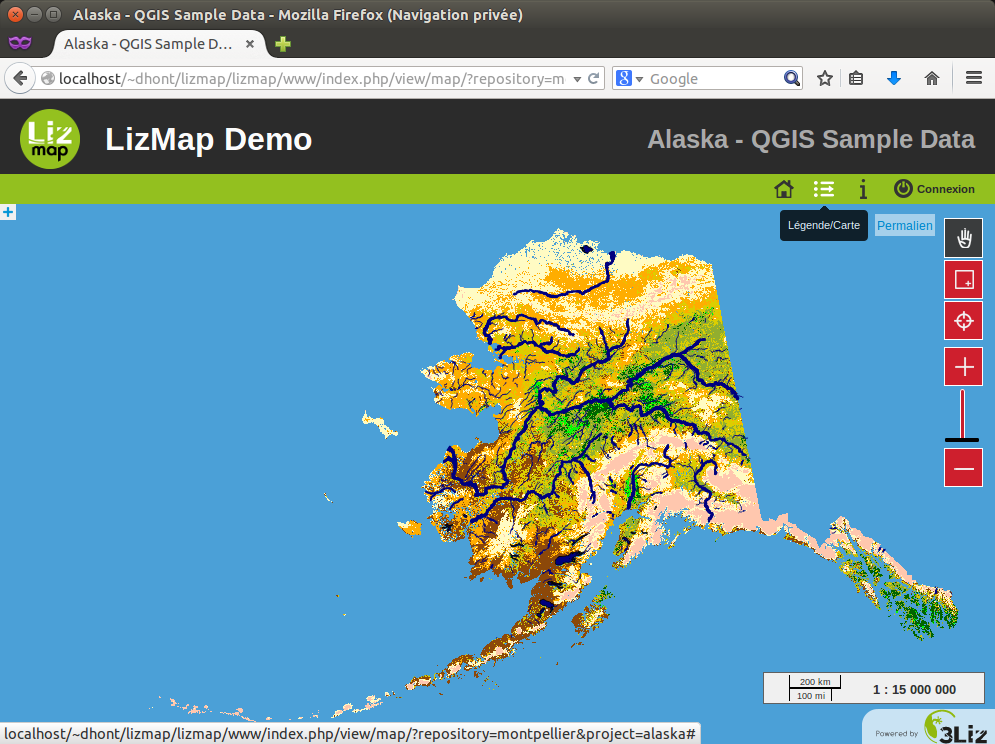 Alaska - QGIS Sample Data - Mozilla Firefox (Navigation privée)
Alaska - QGIS Sample D...
localhost/~dhont/lizmap/lizmap/www/index.php/view/map/?repository=m
8 Google
Liz
map
LizMap Demo
Alaska - QGIS Sample Data
Connexion
Légende/Carte
Permalien
200 km
100 mi
1 : 15 000 000
localhost/~dhont/lizmap/lizmap/www/index.php/view/map/?repository=montpellier&project=alaska#
Powered by 3Liz